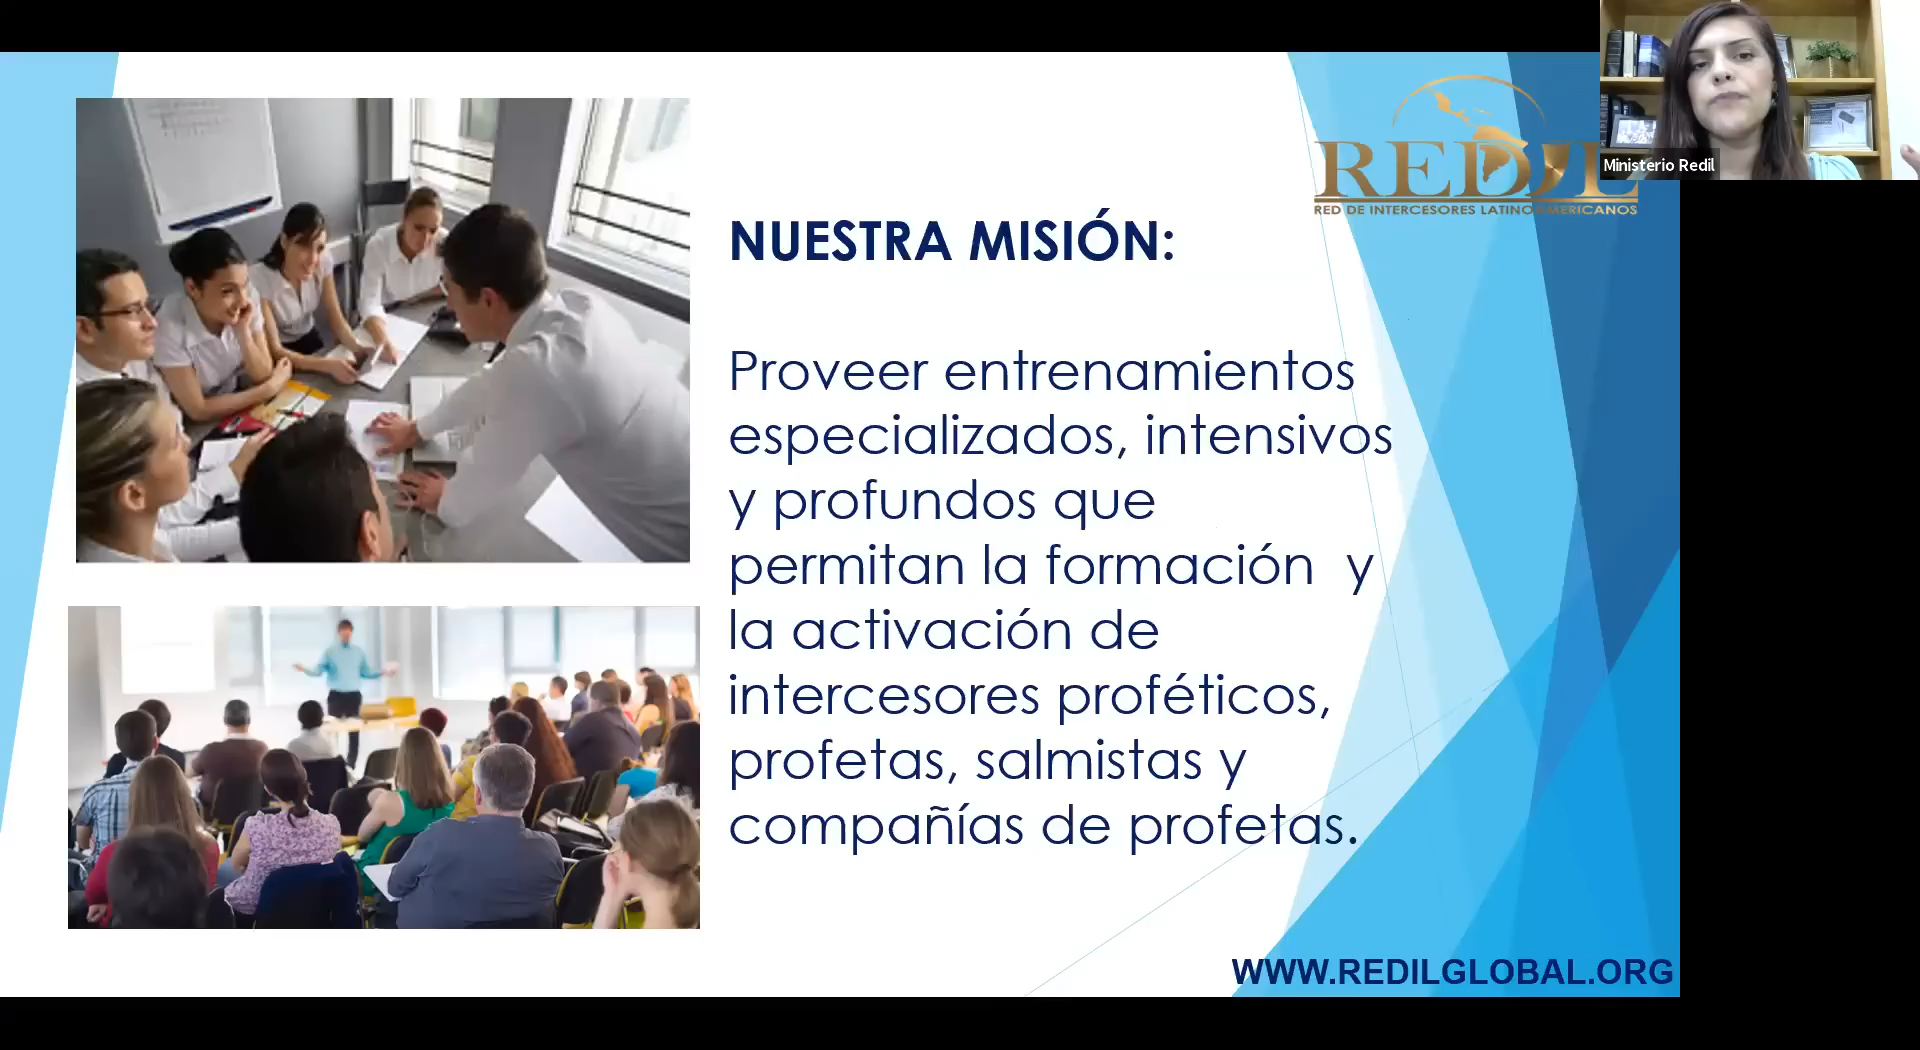 REDIL
RED DE INTERCESORES LATINOAMERICANOS
Ministerio Redil
NUESTRA MISIÓN:
Proveer entrenamientos
especializados, intensivos
y profundos que
permitan la formación y
la activación de
intercesores proféticos,
profetas, salmistas y
compañías de profetas.
WWW.REDILGLOBAL.ORG